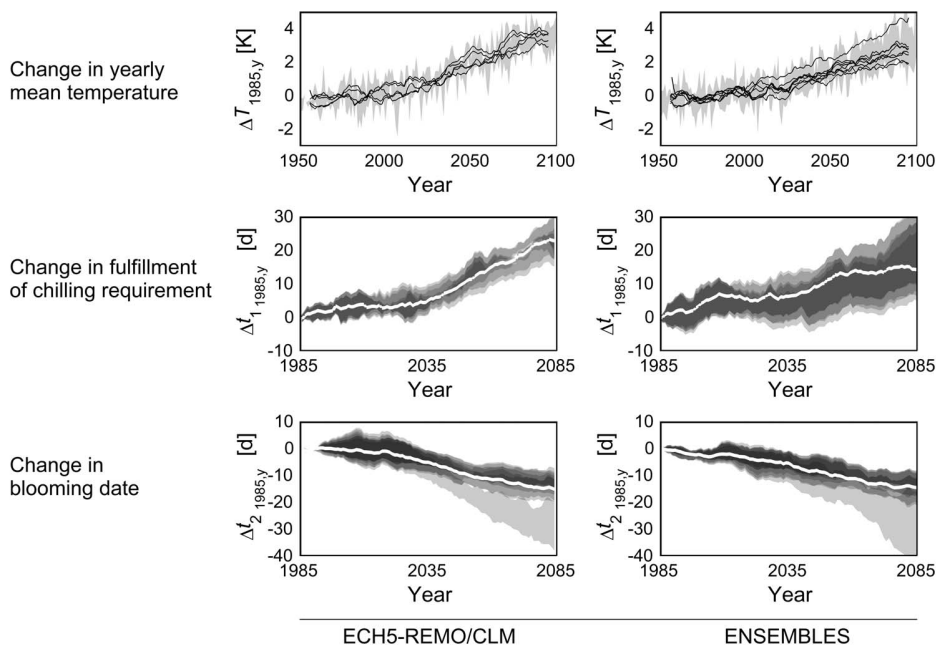 Change in yearly
mean temperature
ΔT1985,y [K]
4
2
0
-2
1950 2000 2050 2100
Year
ΔT1985,y [K]
4
2
0
-2
1950 2000 2050 2100
Year
Change in fulfillment
of chilling requirement
Δt1 1985,y [d]
30
20
10
0
-10
1985 2035 2085
Year
Δt1 1985,y [d]
30
20
10
0
-10
1985 2035 2085
Year
Change in
blooming date
Δt2 1985,y [d]
10
0
-10
-20
-30
-40
1985 2035 2085
Year
Δt2 1985,y [d]
10
0
-10
-20
-30
-40
1985 2035 2085
Year
ECH5-REMO/CLM
ENSEMBLES